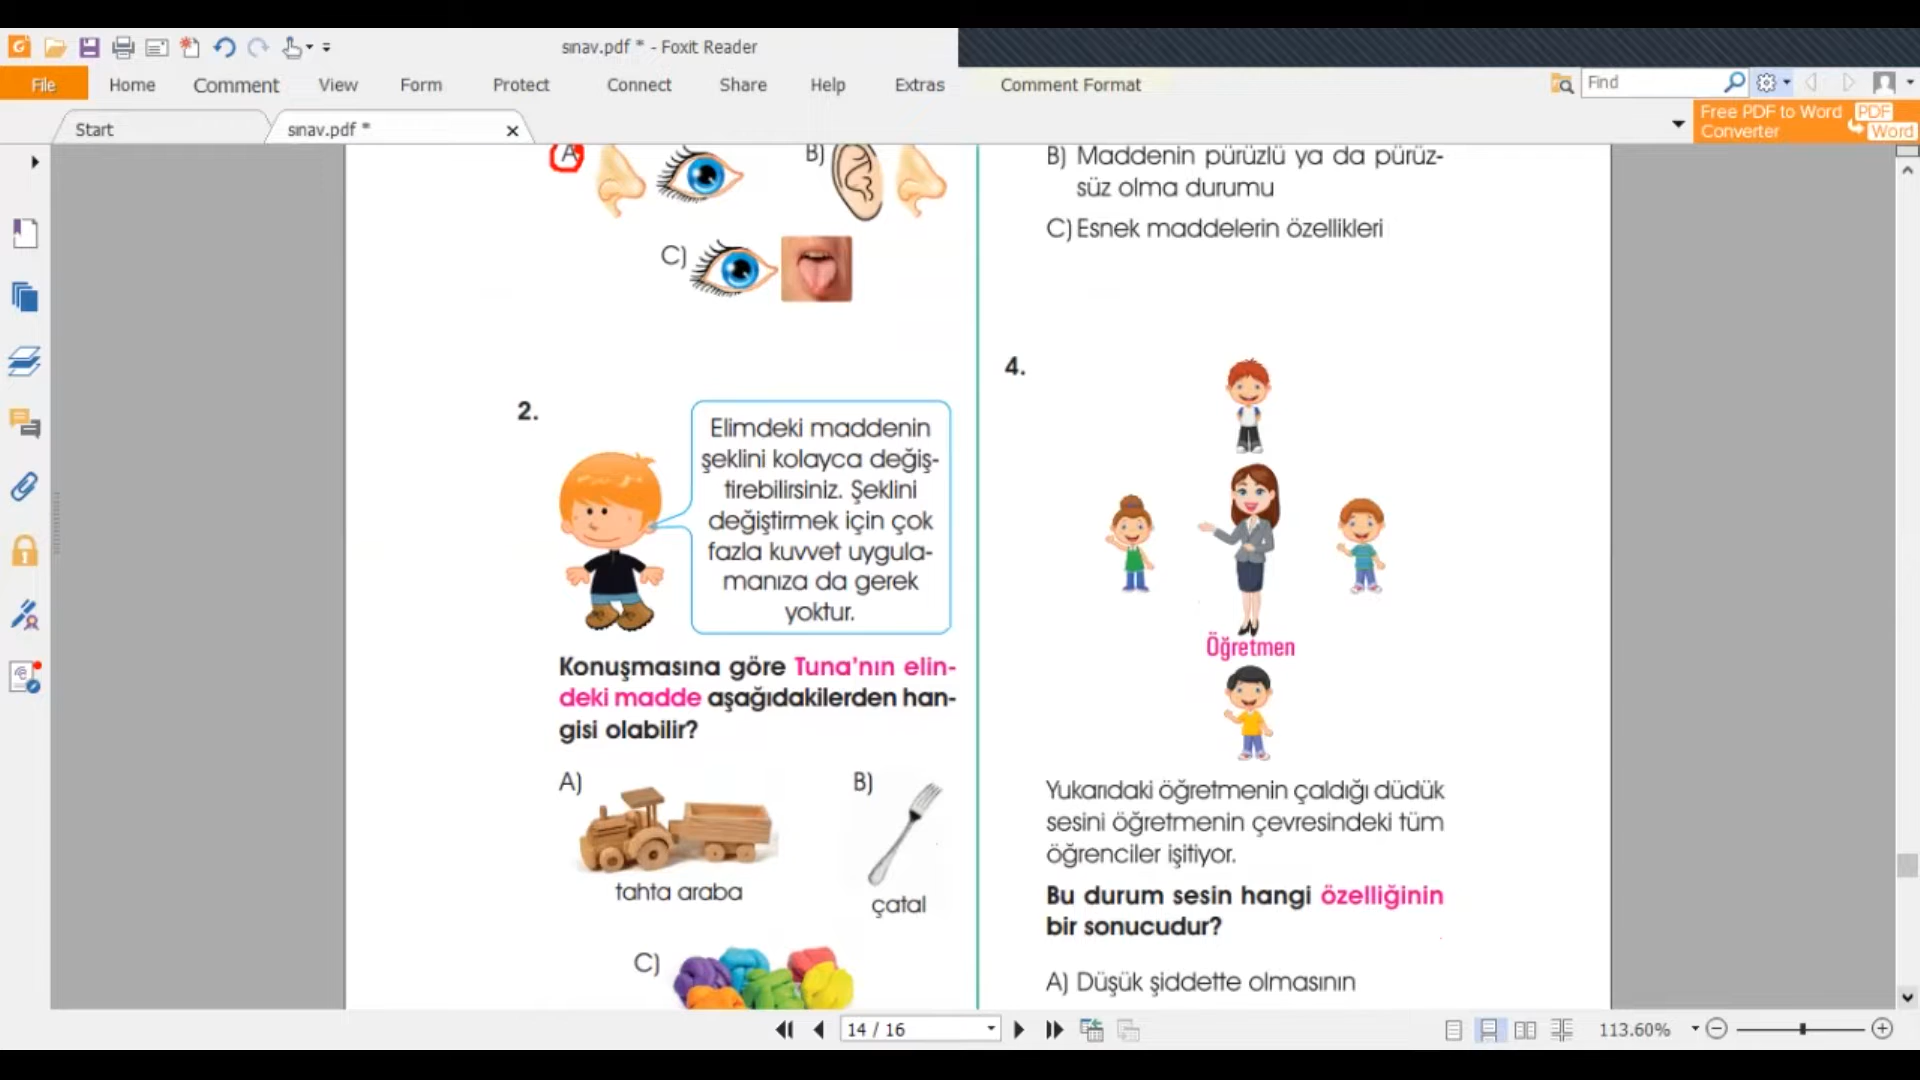 sınav.pdf * - Foxit Reader
File
Home
Comment
View
Form
Protect
Connect
Share
Help
Extras
Comment Format
Find
Start
sınav.pdf *
Free PDF to Word
Converter
PDF
Word
A
B)
C)
2.
Elimdeki maddenin
şeklini kolayca değiş-
tirebilirsiniz. Şeklini
değiştirmek için çok
fazla kuvvet uygula-
manıza da gerek
yoktur.
Konuşmasına göre Tuna'nın elin-
deki madde aşağıdakilerden han-
gisi olabilir?
A)
tahta araba
B)
çatal
C)
B) Maddenin pürüzlü ya da pürüz-
süz olma durumu
C) Esnek maddelerin özellikleri
4.
Öğretmen
Yukarıdaki öğretmenin çaldığı düdük
sesini öğretmenin çevresindeki tüm
öğrenciler işitiyor.
Bu durum sesin hangi özelliğinin
bir sonucudur?
A) Düşük şiddette olmasının
14 / 16
113.60%